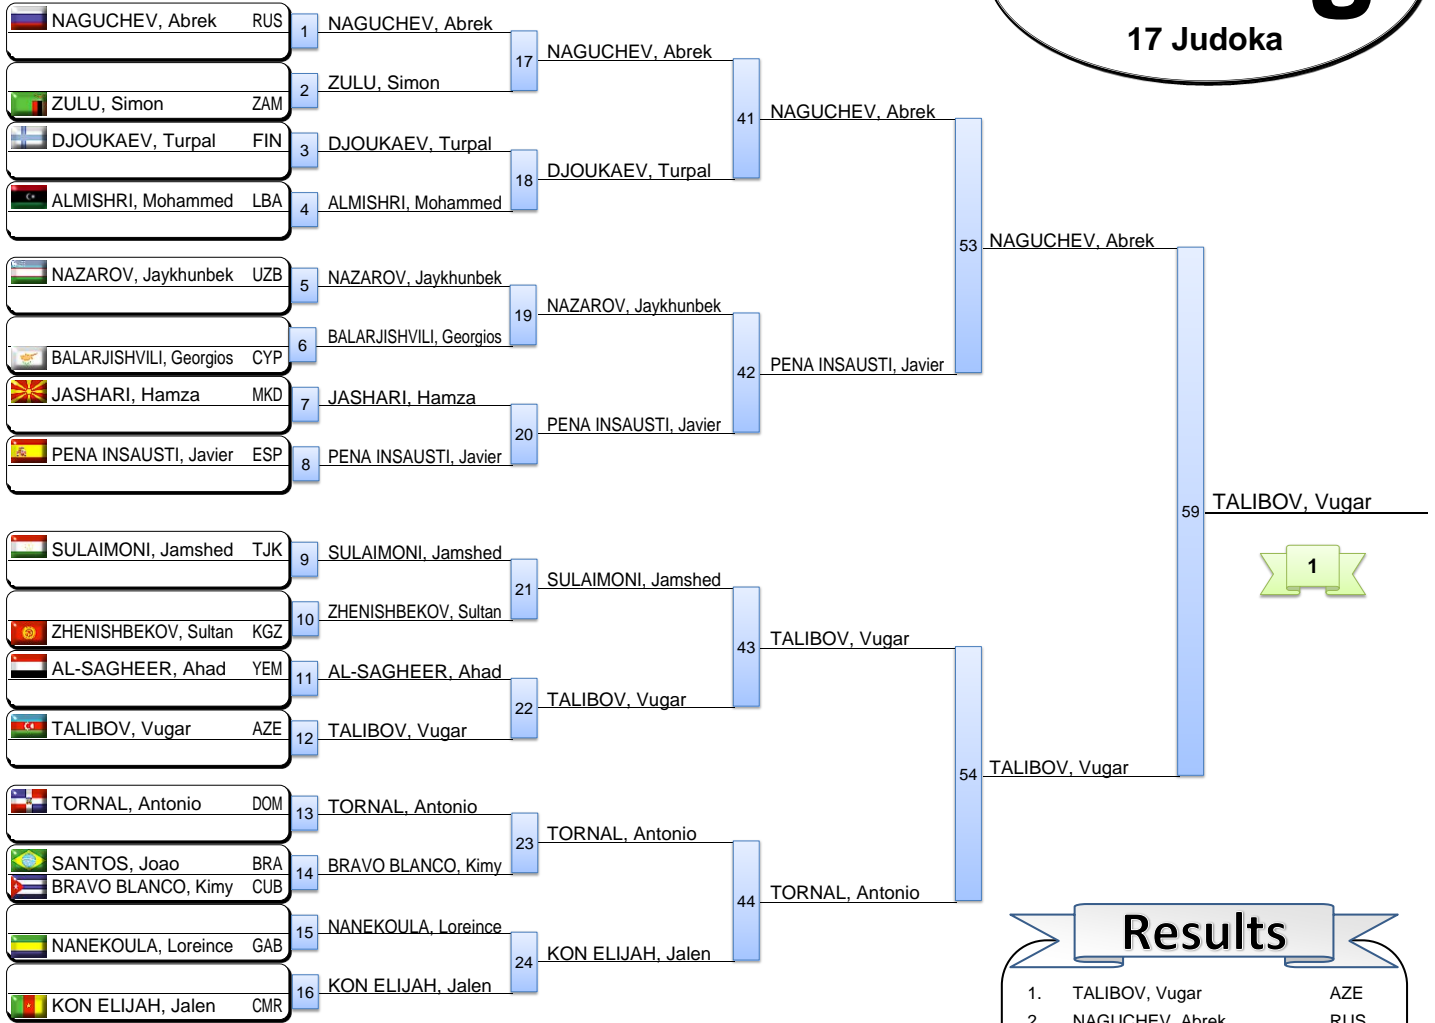 17 Judoka
NAGUCHEV, Abrek RUS
ZULU, Simon ZAM
DJOUKAEV, Turpal FIN
ALMISHRI, Mohammed LBA
NAZAROV, Jaykhunbek UZB
BALARJISHVILI, Georgios CYP
JASHARI, Hamza MKD
PENA INSAUSTI, Javier ESP
SULAIMONI, Jamshed TJK
ZHENISHBEKOV, Sultan KGZ
AL-SAGHEER, Ahad YEM
TALIBOV, Vugar AZE
TORNAL, Antonio DOM
SANTOS, Joao BRA
BRAVO BLANCO, Kimy CUB
NANEKOULA, Loreince GAB
KON ELIJAH, Jalen CMR
1 NAGUCHEV, Abrek
2 ZULU, Simon
3 DJOUKAEV, Turpal
4 ALMISHRI, Mohammed
5 NAZAROV, Jaykhunbek
6 BALARJISHVILI, Georgios
7 JASHARI, Hamza
8 PENA INSAUSTI, Javier
9 SULAIMONI, Jamshed
10 ZHENISHBEKOV, Sultan
11 AL-SAGHEER, Ahad
12 TALIBOV, Vugar
13 TORNAL, Antonio
14 BRAVO BLANCO, Kimy
15 NANEKOULA, Loreince
16 KON ELIJAH, Jalen
17 NAGUCHEV, Abrek
18 DJOUKAEV, Turpal
19 NAZAROV, Jaykhunbek
20 PENA INSAUSTI, Javier
21 SULAIMONI, Jamshed
22 TALIBOV, Vugar
23 TORNAL, Antonio
24 KON ELIJAH, Jalen
41 NAGUCHEV, Abrek
42 PENA INSAUSTI, Javier
43 TALIBOV, Vugar
44 TORNAL, Antonio
53 NAGUCHEV, Abrek
54 TALIBOV, Vugar
59 TALIBOV, Vugar
1
Results
1. TALIBOV, Vugar AZE
2. NAGUCHEV, Abrek RUS